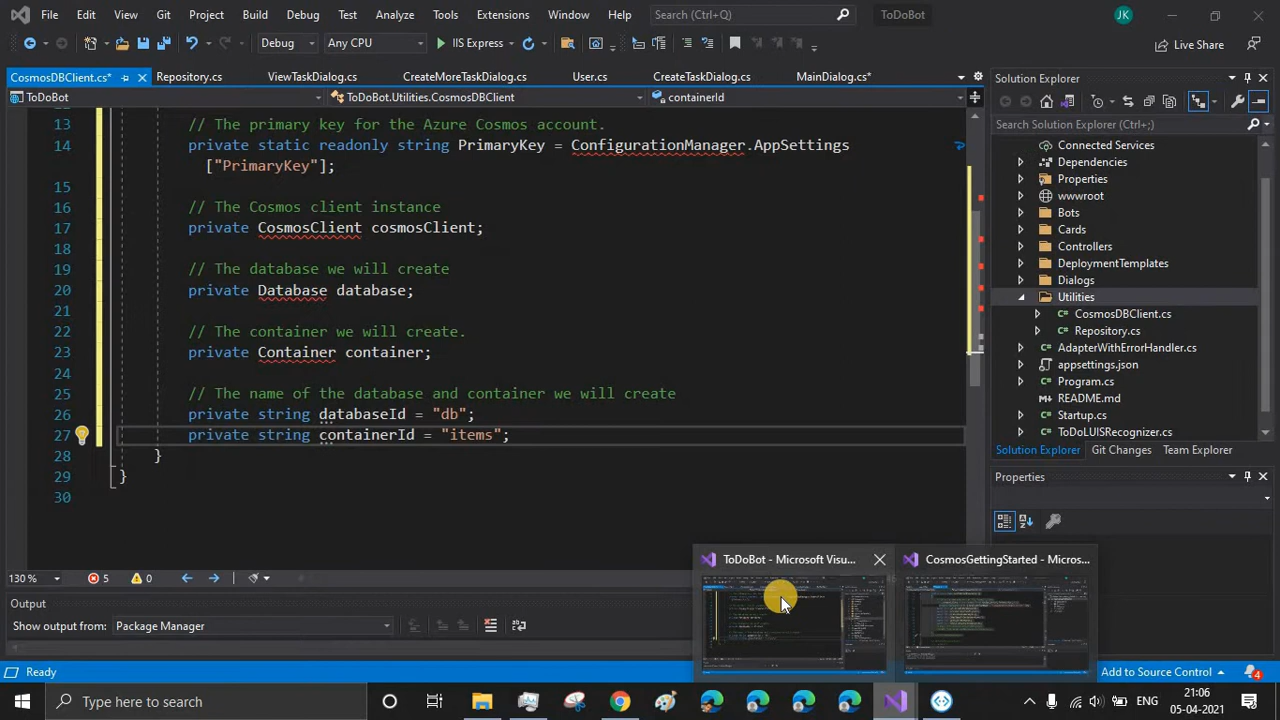 File Edit View Git Project Build Debug Test Analyze Tools Extensions Window Help Search (Ctrl+Q) ToDoBot JK
Debug Any CPU IIS Express Live Share
CosmosDBClient.cs* Repository.cs ViewTaskDialog.cs CreateMoreTaskDialog.cs User.cs CreateTaskDialog.cs MainDialog.cs*
ToDoBot ToDoBot.Utilities.CosmosDBClient containerId
13 // The primary key for the Azure Cosmos account.
14 private static readonly string PrimaryKey = ConfigurationManager.AppSettings
["PrimaryKey"];
15
16 // The Cosmos client instance
17 private CosmosClient cosmosClient;
18
19 // The database we will create
20 private Database database;
21
22 // The container we will create.
23 private Container container;
24
25 // The name of the database and container we will create
26 private string databaseId = "db";
27 private string containerId = "items";
28 }
29 }
30
130 % 5 0
Output
Show output from: Package Manager
Ready
Solution Explorer
Search Solution Explorer (Ctrl+;)
Connected Services
Dependencies
Properties
wwwroot
Bots
Cards
Controllers
DeploymentTemplates
Dialogs
Utilities
CosmosDBClient.cs
Repository.cs
AdapterWithErrorHandler.cs
appsettings.json
Program.cs
README.md
Startup.cs
ToDoLUISRecognizer.cs
Solution Explorer Git Changes Team Explorer
Properties
ToDoBot - Microsoft Visu... CosmosGettingStarted - Micros...
Add to Source Control 4
Type here to search
ENG 21:06
05-04-2021